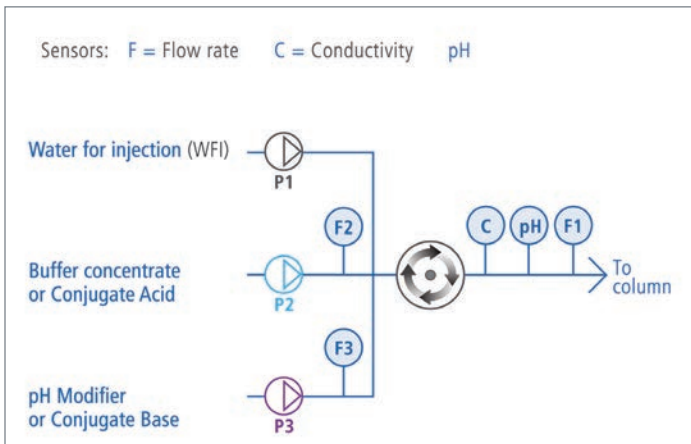 Sensors: F = Flow rate C = Conductivity pH
Water for injection (WFI)
P1
F2
C pH F1
Buffer concentrate
or Conjugate Acid
P2
To
column
F3
pH Modifier
or Conjugate Base
P3